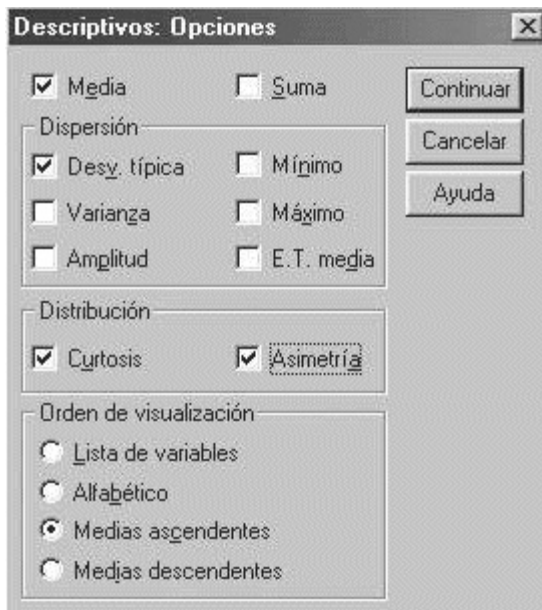 Descriptivos: Opciones
Media Suma Continuar
Dispersión Cancelar
Desv. típica Mínimo
Varianza Máximo Ayuda
Amplitud E.T. media
Distribución
Curtosis Asimetría
Orden de visualización
Lista de variables
Alfabético
Medias ascendentes
Medias descendentes